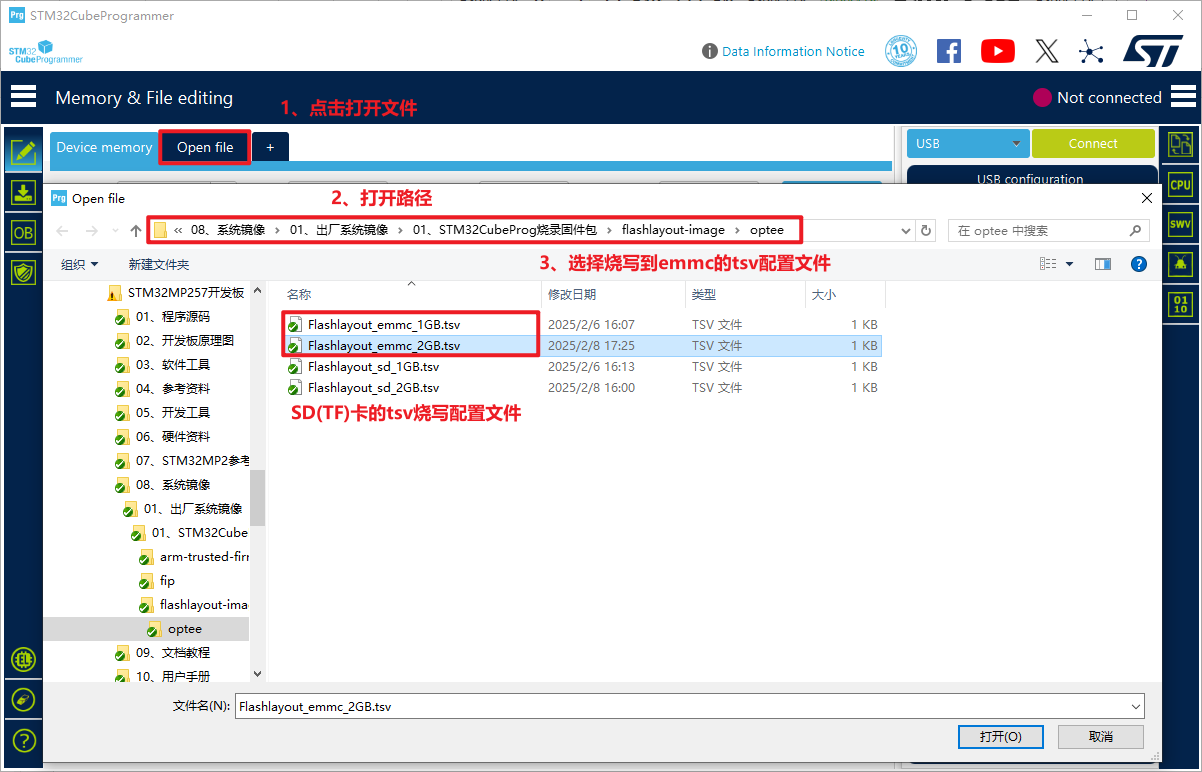 STM32CubeProgrammer
STM32
CubeProgrammer
Data Information Notice
Memory & File editing
1、点击打开文件
Not connected
Device memory
Open file
+
USB
Connect
USB configuration
Open file
2、打开路径
« 08、系统镜像 › 01、出厂系统镜像 › 01、STM32CubeProg烧录固件包 › flashlayout-image › optee
在 optee 中搜索
3、选择烧写到emmc的tsv配置文件
组织
新建文件夹
名称 修改日期 类型 大小
Flashlayout_emmc_1GB.tsv 2025/2/6 16:07 TSV 文件 1 KB
Flashlayout_emmc_2GB.tsv 2025/2/8 17:25 TSV 文件 1 KB
Flashlayout_sd_1GB.tsv 2025/2/6 16:13 TSV 文件 1 KB
Flashlayout_sd_2GB.tsv 2025/2/8 16:00 TSV 文件 1 KB
SD(TF)卡的tsv烧写配置文件
STM32MP257开发板
01、程序源码
02、开发板原理图
03、软件工具
04、参考资料
05、开发工具
06、硬件资料
07、STM32MP2参考
08、系统镜像
01、出厂系统镜像
01、STM32Cube
arm-trusted-firr
fip
flashlayout-ima
optee
09、文档教程
10、用户手册
文件名(N):
Flashlayout_emmc_2GB.tsv
打开(O)
取消
OB
CPU
SWV
01
10